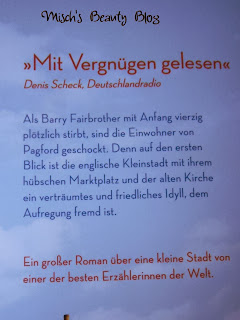 Misch's Beauty Blog
»Mit Vergnügen gelesen«
Denis Scheck, Deutschlandradio
Als Barry Fairbrother mit Anfang vierzig
plötzlich stirbt, sind die Einwohner von
Pagford geschockt. Denn auf den ersten
Blick ist die englische Kleinstadt mit ihrem
hübschen Marktplatz und der alten Kirche
ein verträumtes und friedliches Idyll, dem
Aufregung fremd ist.
Ein großer Roman über eine kleine Stadt von
einer der besten Erzählerinnen der Welt.